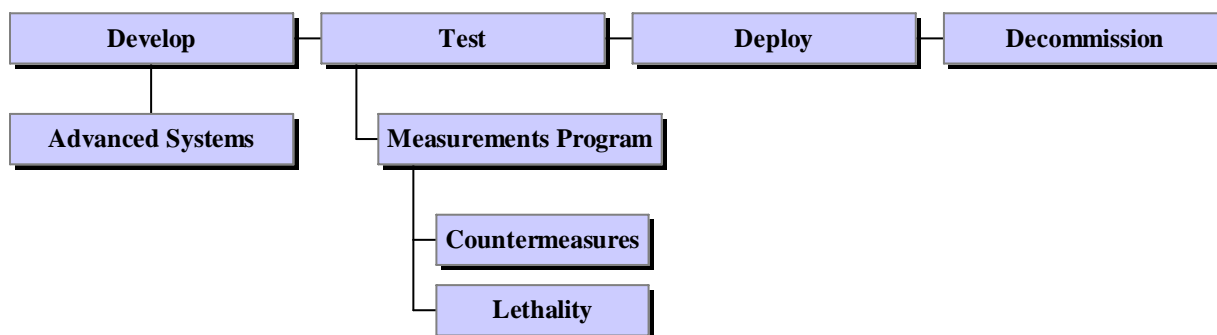 Develop
Test
Deploy
Decommission
Advanced Systems
Measurements Program
Countermeasures
Lethality